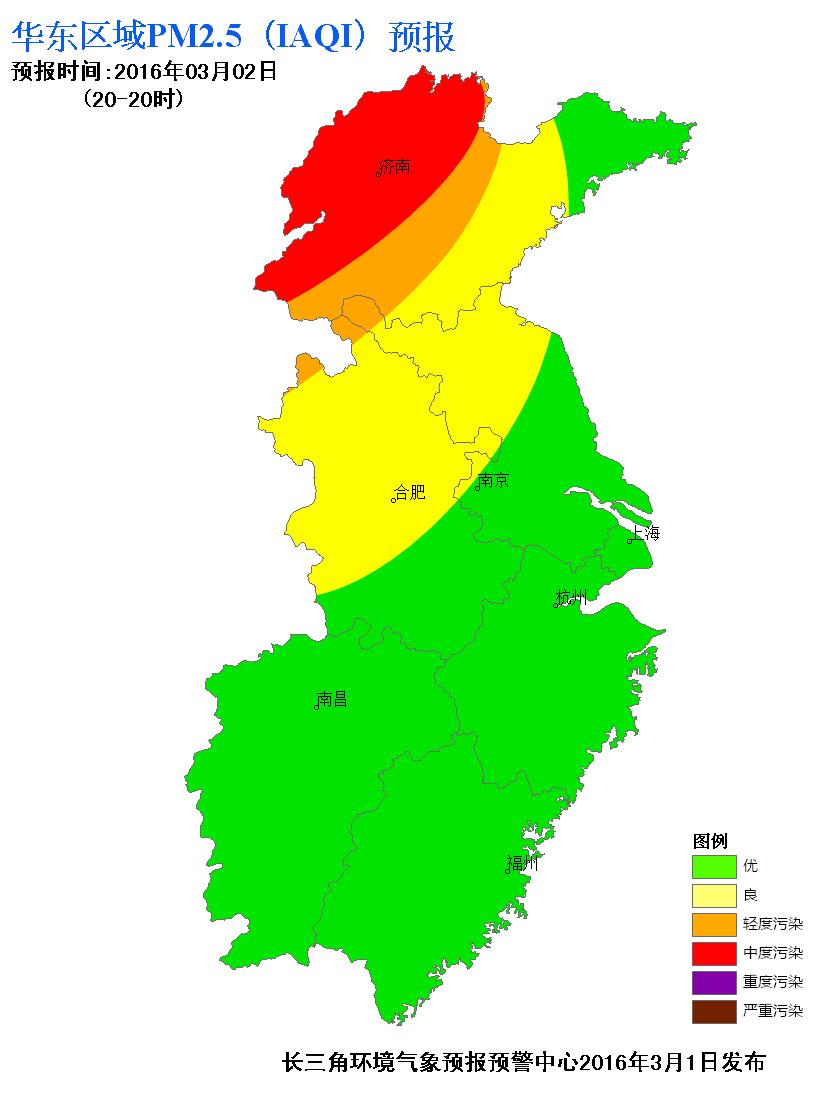 华东区域PM2.5（IAQI）预报
预报时间:2016年03月02日
(20-20时)
济南
南京
合肥
上海
杭州
南昌
福州
图例
优
良
轻度污染
中度污染
重度污染
严重污染
长三角环境气象预报预警中心2016年3月1日发布